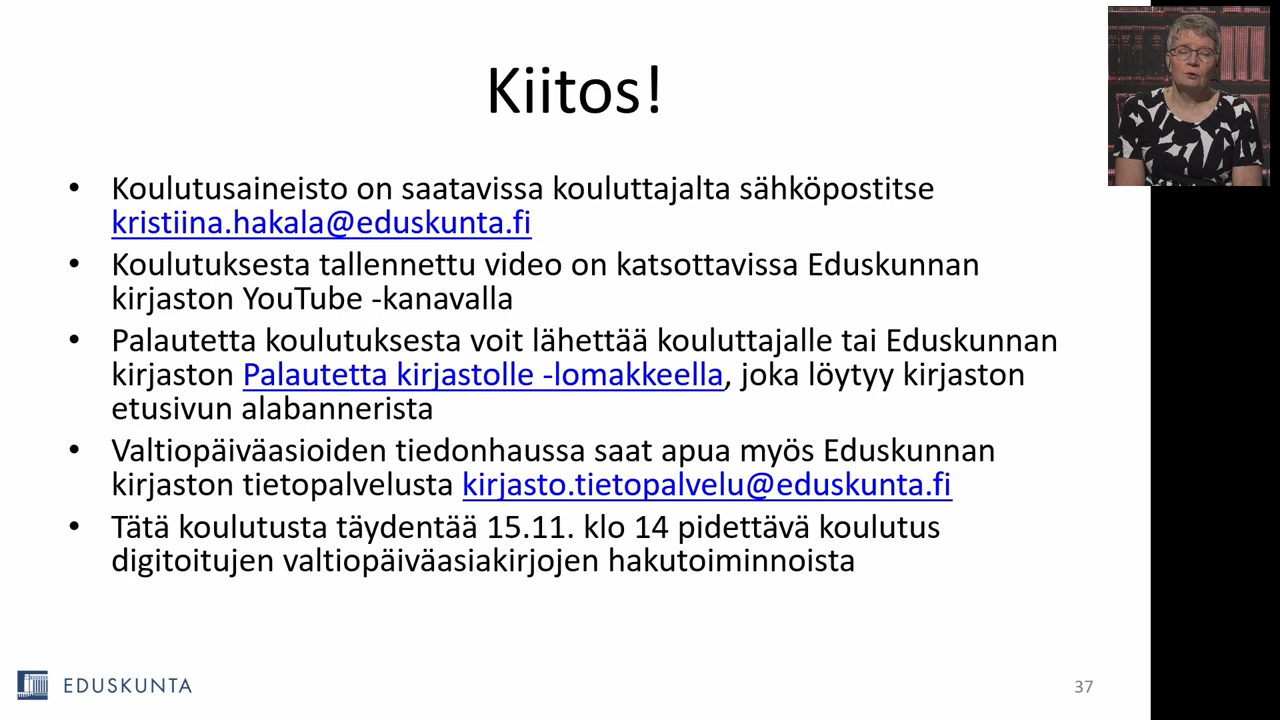 Kiitos!
• Koulutusaineisto on saatavissa kouluttajalta sähköpostitse
kristiina.hakala@eduskunta.fi
• Koulutuksesta tallennettu video on katsottavissa Eduskunnan
kirjaston YouTube -kanavalla
• Palautetta koulutuksesta voit lähettää kouluttajalle tai Eduskunnan
kirjaston Palautetta kirjastolle -lomakkeella, joka löytyy kirjaston
etusivun alabannerista
• Valtiopäiväasioiden tiedonhaussa saat apua myös Eduskunnan
kirjaston tietopalvelusta kirjasto.tietopalvelu@eduskunta.fi
• Tätä koulutusta täydentää 15.11. klo 14 pidettävä koulutus
digitoitujen valtiopäiväasiakirjojen hakutoiminnoista
EDUSKUNTA
37